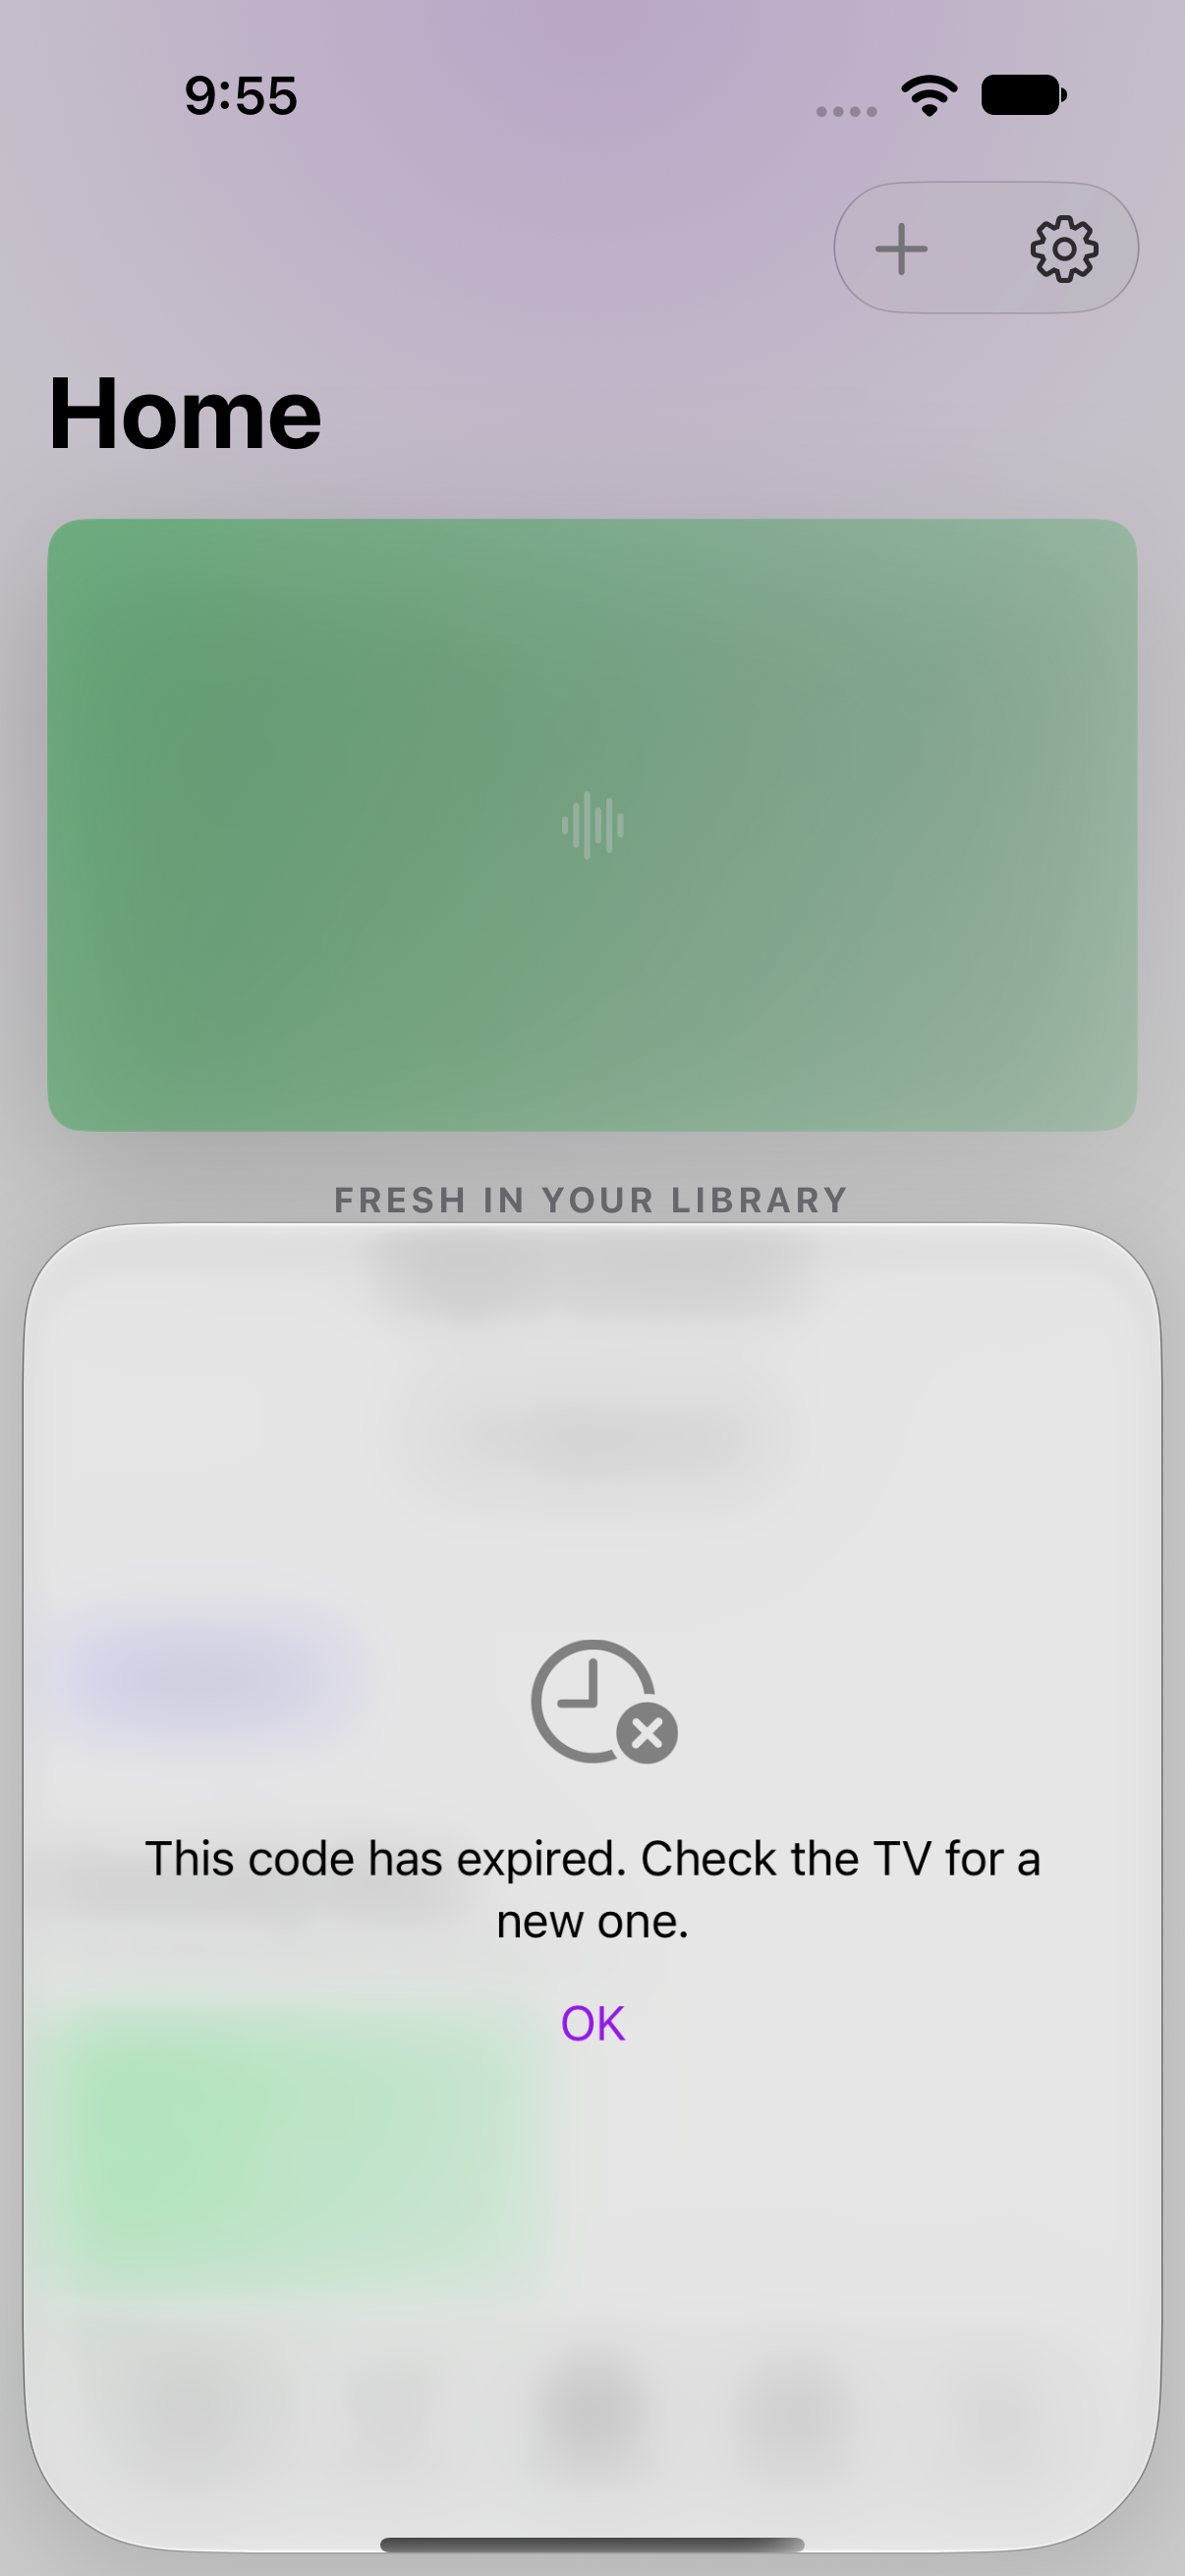 9:55
Home
FRESH IN YOUR LIBRARY
This code has expired. Check the TV for a
new one.
OK